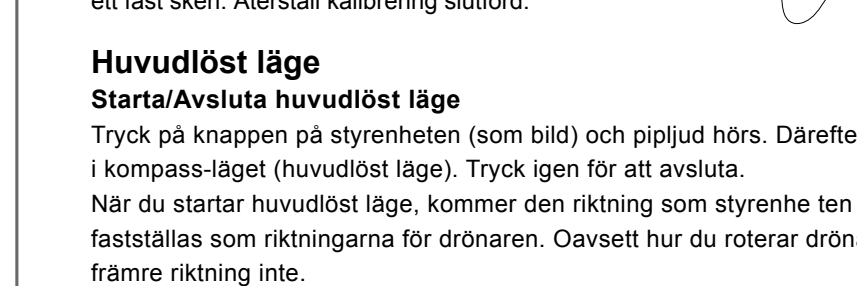 ett fast sken. Återställ kalibrering slutförd.
Huvudlöst läge
Starta/Avsluta huvudlöst läge
Tryck på knappen på styrenheten (som bild) och pipljud hörs. Därefte
i kompass-läget (huvudlöst läge). Tryck igen för att avsluta.
När du startar huvudlöst läge, kommer den riktning som styrenhe ten
fastställas som riktningarna för drönaren. Oavsett hur du roterar drön
främre riktning inte.